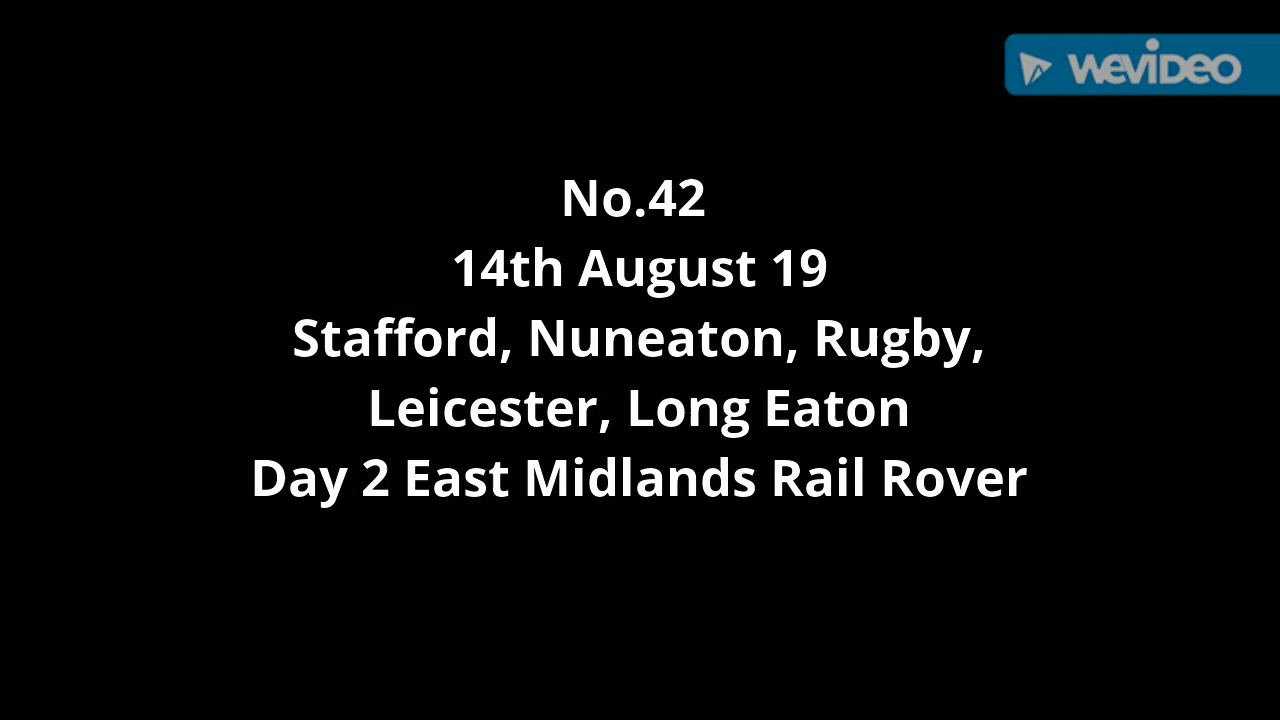 WEVIDEO
No.42
14th August 19
Stafford, Nuneaton, Rugby,
Leicester, Long Eaton
Day 2 East Midlands Rail Rover